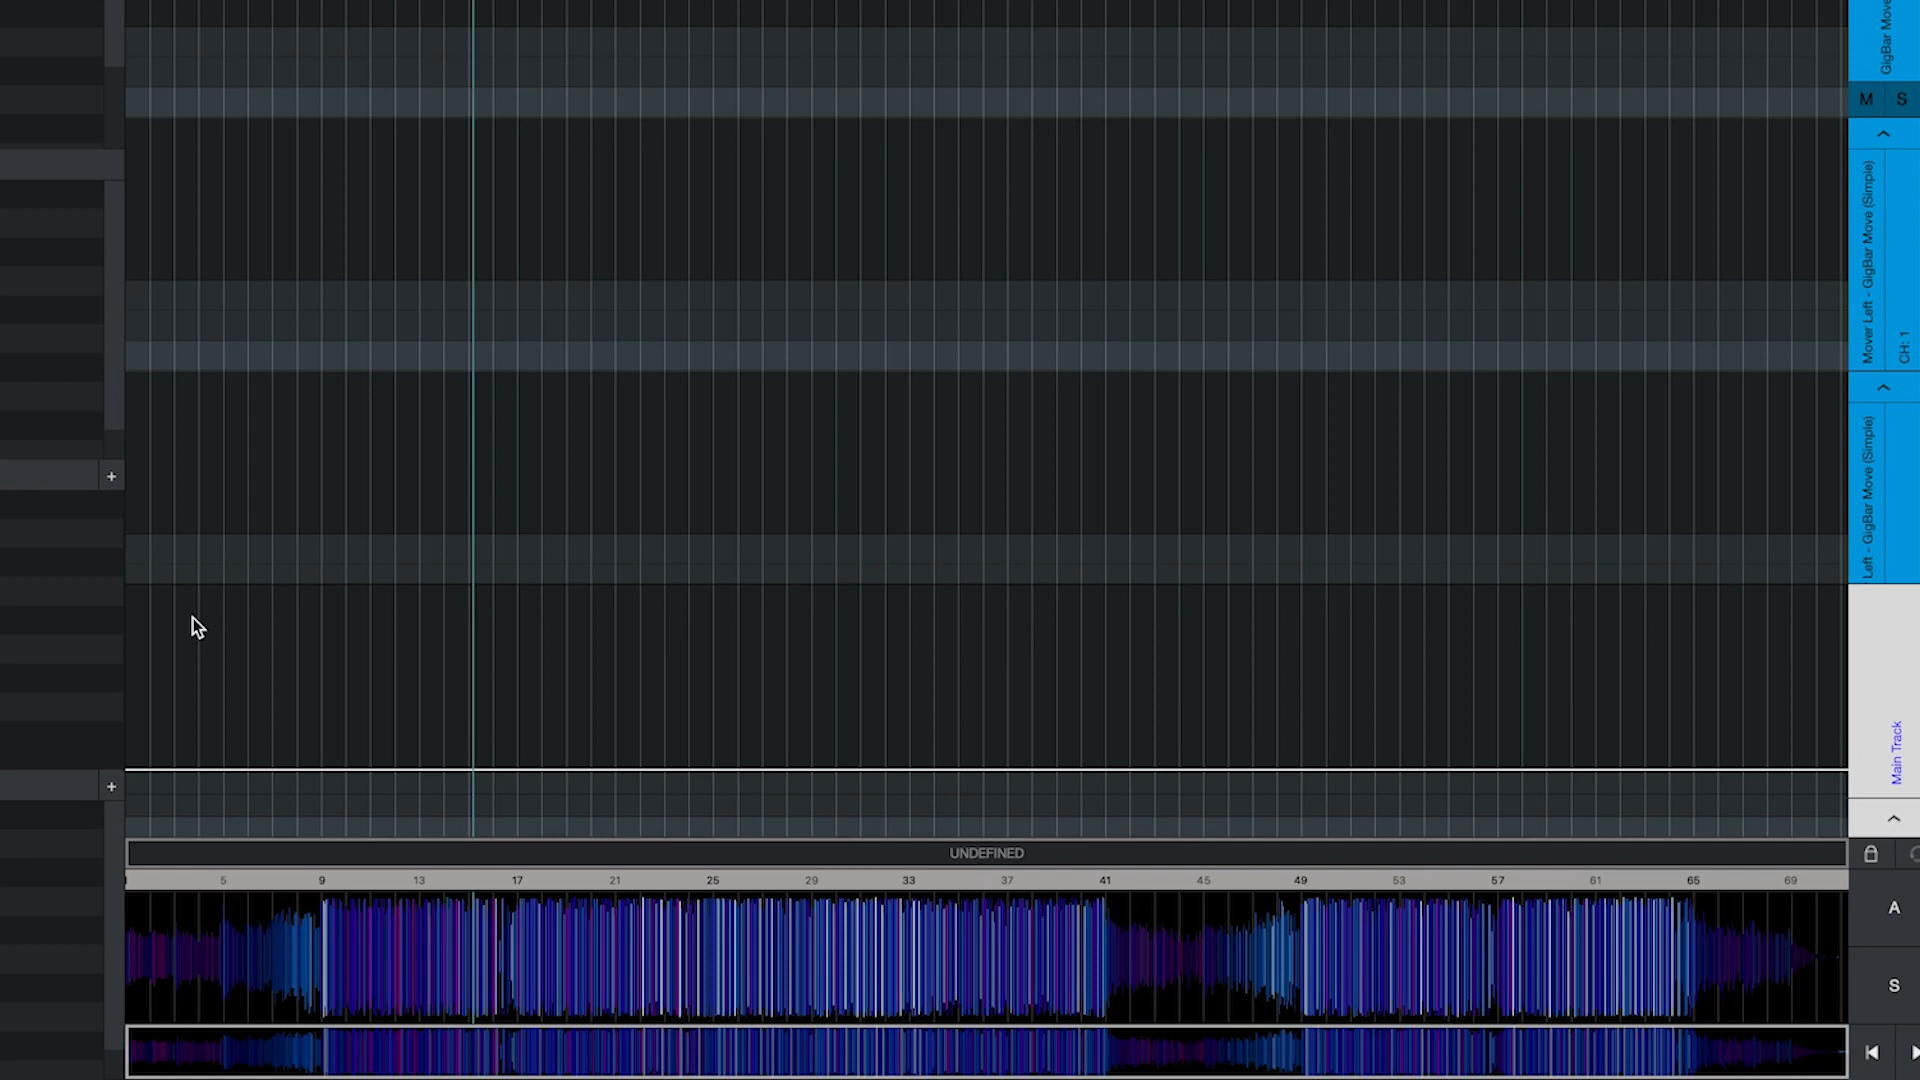 GigBar Move
M S
Mover Left - GigBar Move (Simple)
CH: 1
Left - GigBar Move (Simple)
+
Main Track
+
UNDEFINED
5 9 13 17 21 25 29 33 37 41 45 49 53 57 61 65 69
A
S